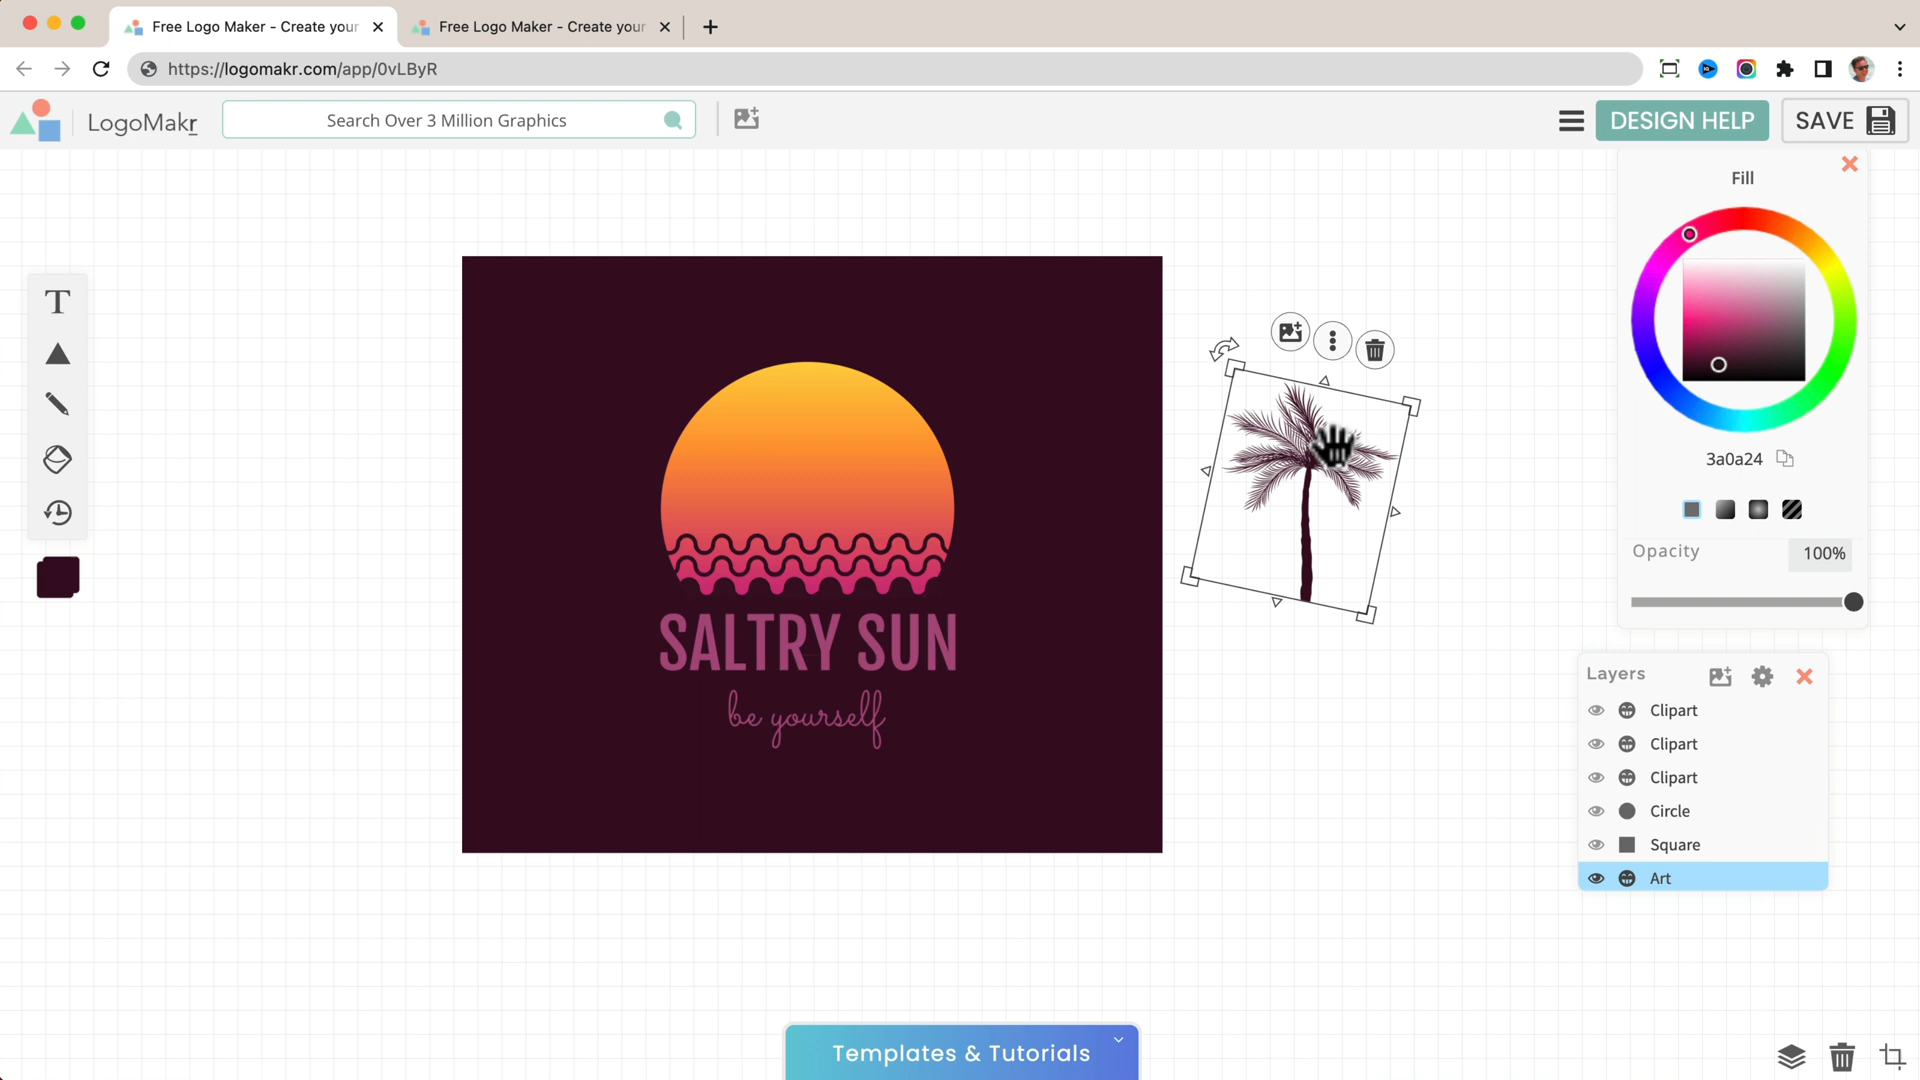 Free Logo Maker - Create your
Free Logo Maker - Create your
https://logomakr.com/app/0vLByR
LogoMakr
Search Over 3 Million Graphics
DESIGN HELP
SAVE
Fill
3a0a24
Opacity
100%
T
SALTRY SUN
be yourself
Layers
Clipart
Clipart
Clipart
Circle
Square
Art
Templates & Tutorials